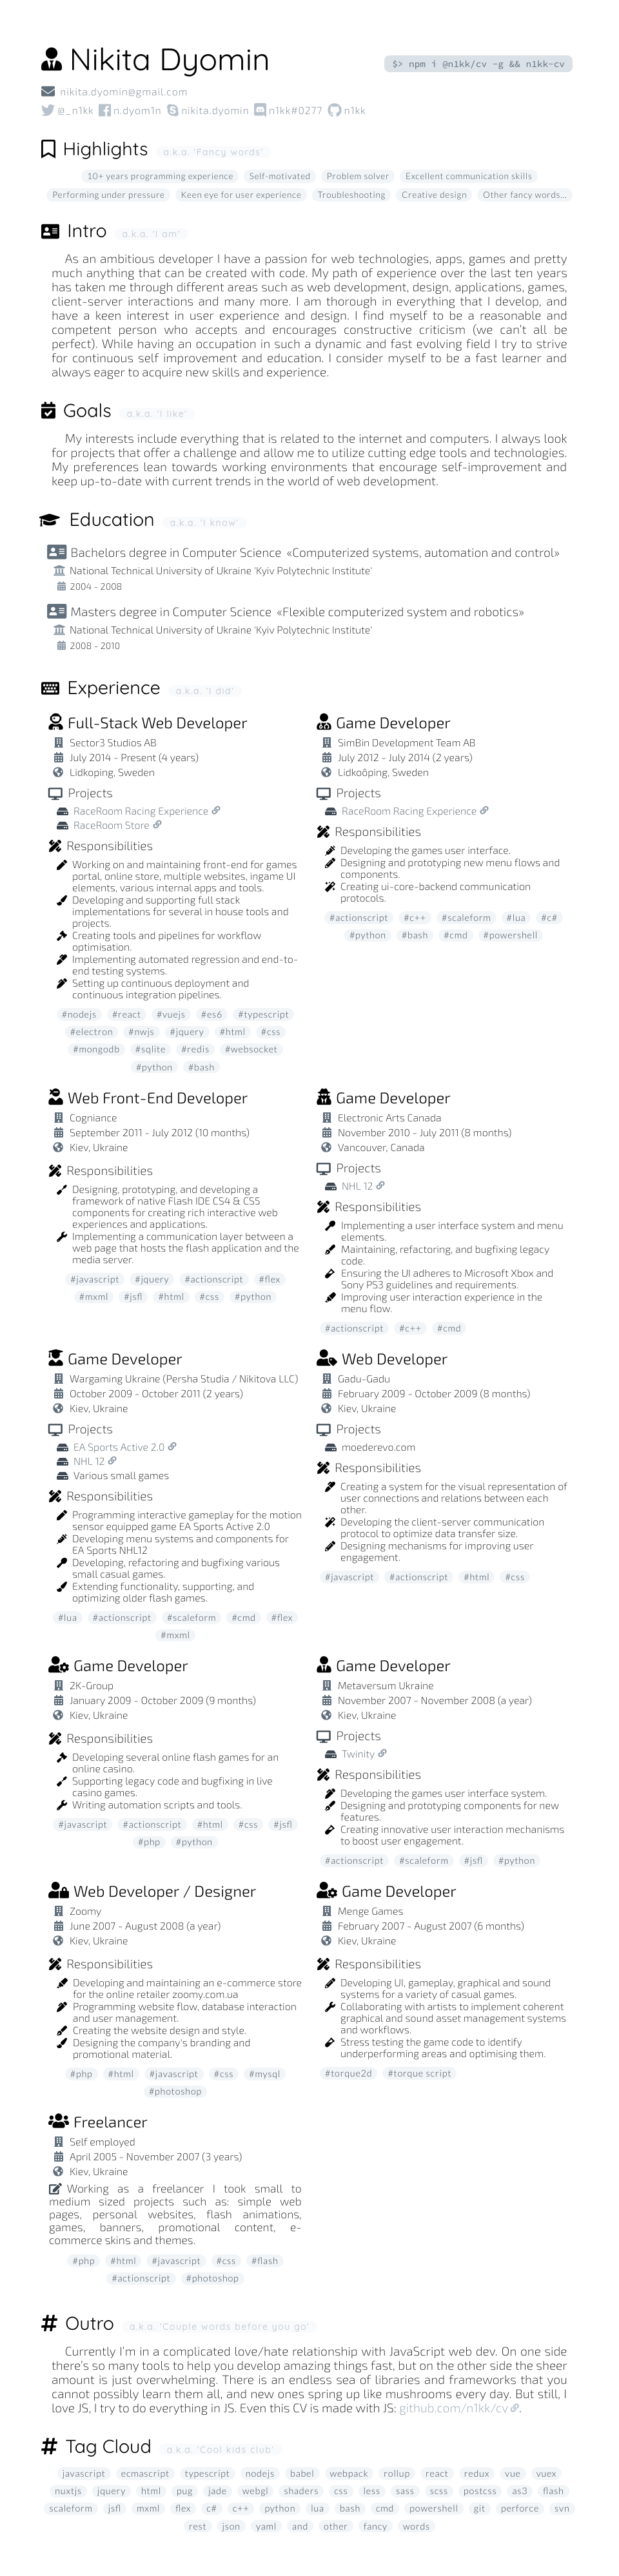 Nikita Dyomin
$> npm i @n1kk/cv -g && n1kk-cv
nikita.dyomin@gmail.com
@_n1kk n.dyom1n nikita.dyomin n1kk#0277 n1kk
Highlights a.k.a. 'Fancy words'
10+ years programming experience Self-motivated Problem solver Excellent communication skills
Performing under pressure Keen eye for user experience Troubleshooting Creative design Other fancy words...
Intro a.k.a. 'I am'
As an ambitious developer I have a passion for web technologies, apps, games and pretty
much anything that can be created with code. My path of experience over the last ten years
has taken me through different areas such as web development, design, applications, games,
client-server interactions and many more. I am thorough in everything that I develop, and
have a keen interest in user experience and design. I find myself to be a reasonable and
competent person who accepts and encourages constructive criticism (we can't all be
perfect). While having an occupation in such a dynamic and fast evolving field I try to strive
for continuous self improvement and education. I consider myself to be a fast learner and
always eager to acquire new skills and experience.
Goals a.k.a. 'I like'
My interests include everything that is related to the internet and computers. I always look
for projects that offer a challenge and allow me to utilize cutting edge tools and technologies.
My preferences lean towards working environments that encourage self-improvement and
keep up-to-date with current trends in the world of web development.
Education a.k.a. 'I know'
Bachelors degree in Computer Science «Computerized systems, automation and control»
National Technical University of Ukraine 'Kyiv Polytechnic Institute'
2004 - 2008
Masters degree in Computer Science «Flexible computerized system and robotics»
National Technical University of Ukraine 'Kyiv Polytechnic Institute'
2008 - 2010
Experience a.k.a. 'I did'
Full-Stack Web Developer
Sector3 Studios AB
July 2014 - Present (4 years)
Lidkoping, Sweden
Projects
RaceRoom Racing Experience
RaceRoom Store
Responsibilities
Working on and maintaining front-end for games
portal, online store, multiple websites, ingame UI
elements, various internal apps and tools.
Developing and supporting full stack
implementations for several in house tools and
projects.
Creating tools and pipelines for workflow
optimisation.
Implementing automated regression and end-to-
end testing systems.
Setting up continuous deployment and
continuous integration pipelines.
#nodejs #react #vuejs #es6 #typescript
#electron #nwjs #jquery #html #css
#mongodb #sqlite #redis #websocket
#python #bash
Game Developer
SimBin Development Team AB
July 2012 - July 2014 (2 years)
Lidkoöping, Sweden
Projects
RaceRoom Racing Experience
Responsibilities
Developing the games user interface.
Designing and prototyping new menu flows and
components.
Creating ui-core-backend communication
protocols.
#actionscript #c++ #scaleform #lua #c#
#python #bash #cmd #powershell
Web Front-End Developer
Cogniance
September 2011 - July 2012 (10 months)
Kiev, Ukraine
Responsibilities
Designing, prototyping, and developing a
framework of native Flash IDE CS4 & CS5
components for creating rich interactive web
experiences and applications.
Implementing a communication layer between a
web page that hosts the flash application and the
media server.
#javascript #jquery #actionscript #flex
#mxml #jsfl #html #css #python
Game Developer
Electronic Arts Canada
November 2010 - July 2011 (8 months)
Vancouver, Canada
Projects
NHL 12
Responsibilities
Implementing a user interface system and menu
elements.
Maintaining, refactoring, and bugfixing legacy
code.
Ensuring the UI adheres to Microsoft Xbox and
Sony PS3 guidelines and requirements.
Improving user interaction experience in the
menu flow.
#actionscript #c++ #cmd
Game Developer
Wargaming Ukraine (Persha Studia / Nikitova LLC)
October 2009 - October 2011 (2 years)
Kiev, Ukraine
Projects
EA Sports Active 2.0
NHL 12
Various small games
Responsibilities
Programming interactive gameplay for the motion
sensor equipped game EA Sports Active 2.0
Developing menu systems and components for
EA Sports NHL12
Developing, refactoring and bugfixing various
small casual games.
Extending functionality, supporting, and
optimizing older flash games.
#lua #actionscript #scaleform #cmd #flex
#mxml
Web Developer
Gadu-Gadu
February 2009 - October 2009 (8 months)
Kiev, Ukraine
Projects
moederevo.com
Responsibilities
Creating a system for the visual representation of
user connections and relations between each
other.
Developing the client-server communication
protocol to optimize data transfer size.
Designing mechanisms for improving user
engagement.
#javascript #actionscript #html #css
Game Developer
2K-Group
January 2009 - October 2009 (9 months)
Kiev, Ukraine
Responsibilities
Developing several online flash games for an
online casino.
Supporting legacy code and bugfixing in live
casino games.
Writing automation scripts and tools.
#javascript #actionscript #html #css #jsfl
#php #python
Game Developer
Metaversum Ukraine
November 2007 - November 2008 (a year)
Kiev, Ukraine
Projects
Twinity
Responsibilities
Developing the games user interface system.
Designing and prototyping components for new
features.
Creating innovative user interaction mechanisms
to boost user engagement.
#actionscript #scaleform #jsfl #python
Web Developer / Designer
Zoomy
June 2007 - August 2008 (a year)
Kiev, Ukraine
Responsibilities
Developing and maintaining an e-commerce store
for the online retailer zoomy.com.ua
Programming website flow, database interaction
and user management.
Creating the website design and style.
Designing the company's branding and
promotional material.
#php #html #javascript #css #mysql
#photoshop
Game Developer
Menge Games
February 2007 - August 2007 (6 months)
Kiev, Ukraine
Responsibilities
Developing UI, gameplay, graphical and sound
systems for a variety of casual games.
Collaborating with artists to implement coherent
graphical and sound asset management systems
and workflows.
Stress testing the game code to identify
underperforming areas and optimising them.
#torque2d #torque script
Freelancer
Self employed
April 2005 - November 2007 (3 years)
Kiev, Ukraine
Working as a freelancer I took small to
medium sized projects such as: simple web
pages, personal websites, flash animations,
games, banners, promotional content, e-
commerce skins and themes.
#php #html #javascript #css #flash
#actionscript #photoshop
Outro a.k.a. 'Couple words before you go'
Currently I'm in a complicated love/hate relationship with JavaScript web dev. On one side
there's so many tools to help you develop amazing things fast, but on the other side the sheer
amount is just overwhelming. There is an endless sea of libraries and frameworks that you
cannot possibly learn them all, and new ones spring up like mushrooms every day. But still, I
love JS, I try to do everything in JS. Even this CV is made with JS: github.com/n1kk/cv.
Tag Cloud a.k.a. 'Cool kids club'
javascript ecmascript typescript nodejs babel webpack rollup react redux vue vuex
nuxtjs jquery html pug jade webgl shaders css less sass scss postcss as3 flash
scaleform jsfl mxml flex c# c++ python lua bash cmd powershell git perforce svn
rest json yaml and other fancy words